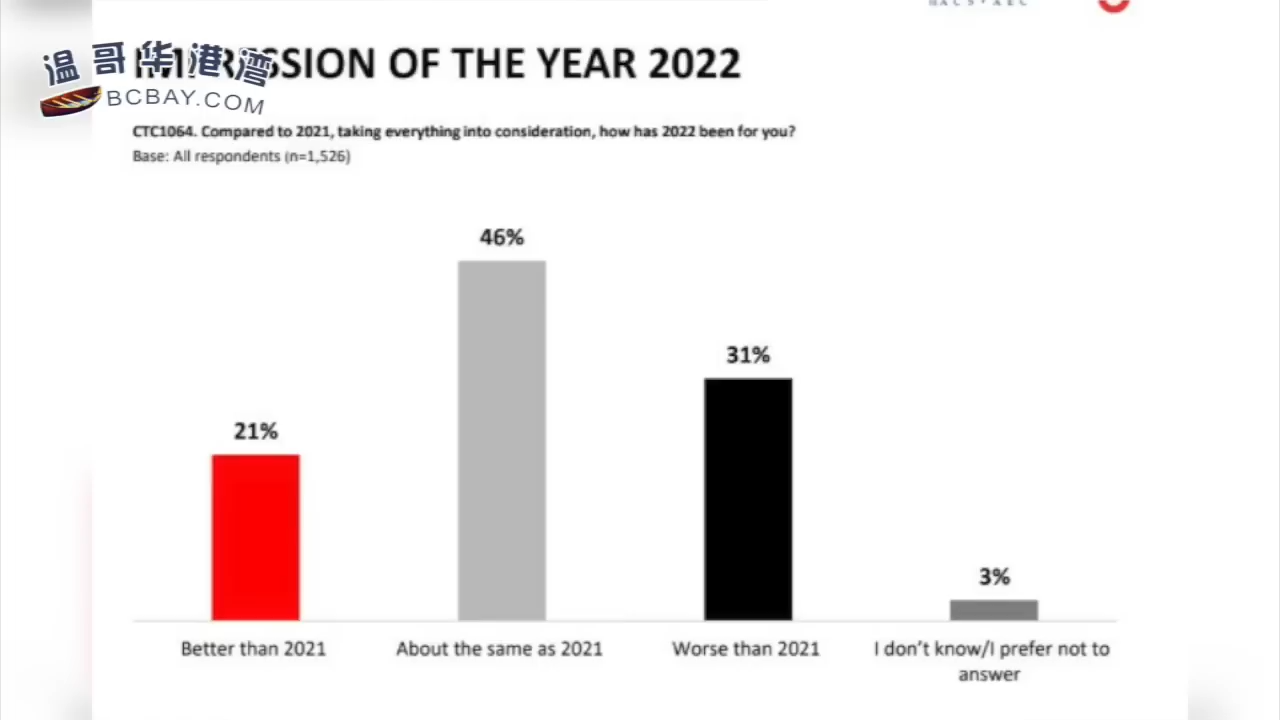 温哥华港湾
BCBAY.COM
IMPRESSION OF THE YEAR 2022
CTC1064. Compared to 2021, taking everything into consideration, how has 2022 been for you?
Base: All respondents (n=1,526)
46%
31%
21%
3%
Better than 2021
About the same as 2021
Worse than 2021
I don't know/I prefer not to
answer